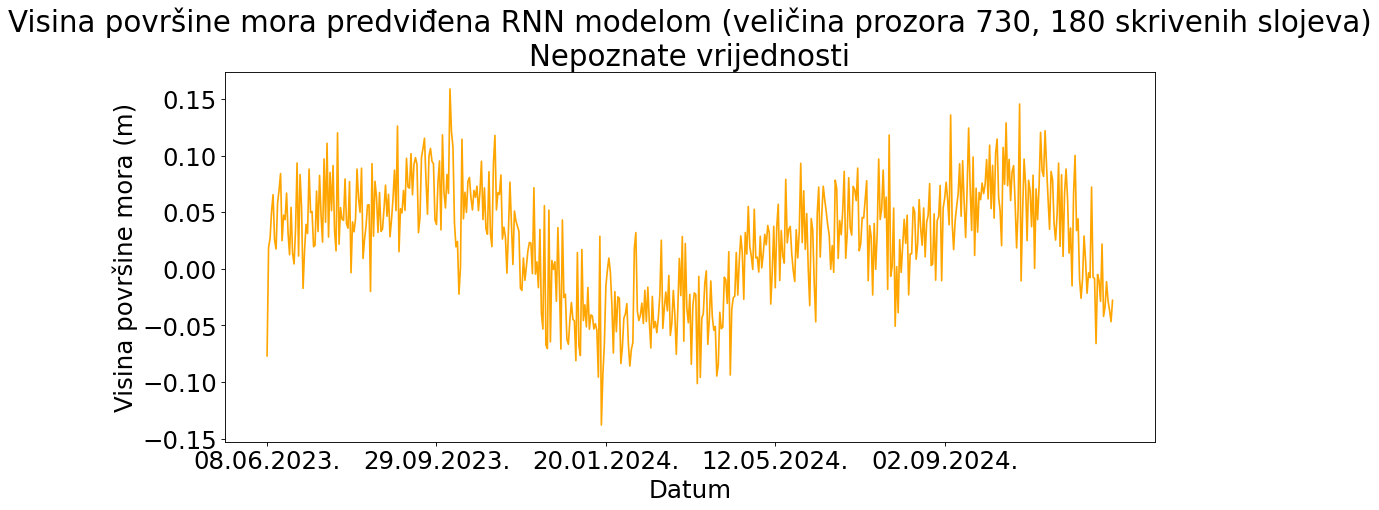 Visina površine mora predviđena RNN modelom (veličina prozora 730, 180 skrivenih slojeva)
Nepoznate vrijednosti
Visina površine mora (m)
0.15
0.10
0.05
0.00
−0.05
−0.10
−0.15
08.06.2023. 29.09.2023. 20.01.2024. 12.05.2024. 02.09.2024.
Datum